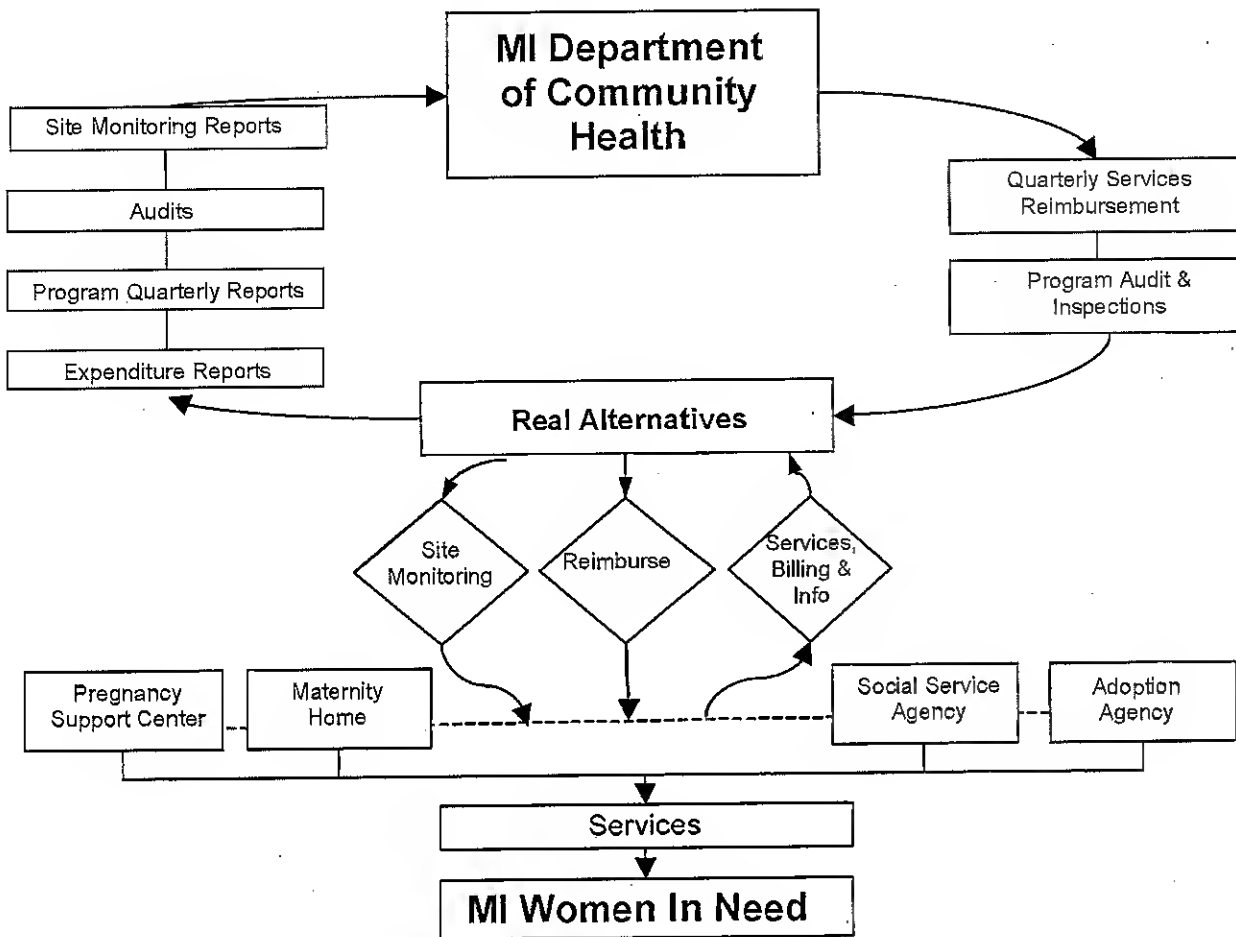 MI Department
of Community
Health
Site Monitoring Reports
Audits
Program Quarterly Reports
Expenditure Reports
Quarterly Services
Reimbursement
Program Audit &
Inspections
Real Alternatives
Site
Monitoring
Reimburse
Services,
Billing &
Info
Pregnancy
Support Center
Maternity
Home
Social Service
Agency
Adoption
Agency
Services
MI Women In Need